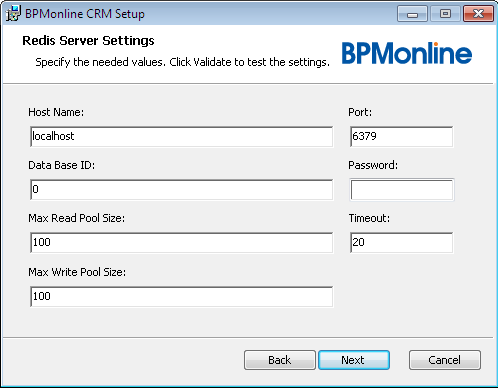 BPMonline CRM Setup
Redis Server Settings
Specify the needed values. Click Validate to test the settings.
BPMonline
Host Name:
Port:
localhost
6379
Data Base ID:
Password:
0
Max Read Pool Size:
Timeout:
100
20
Max Write Pool Size:
100
Back
Next
Cancel